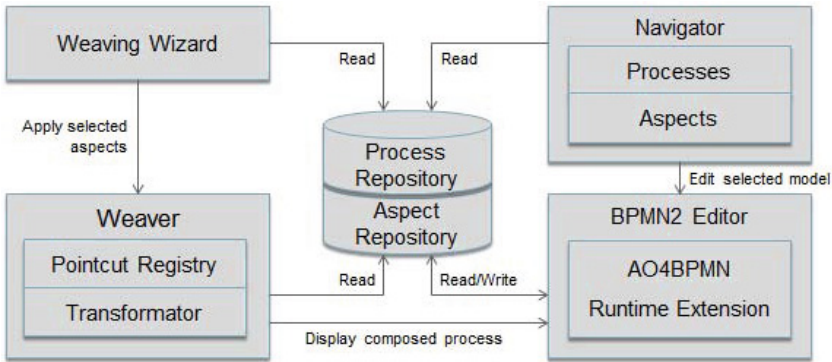 Weaving Wizard
Read
Read
Navigator
Processes
Aspects
Apply selected
aspects
Process
Repository
Aspect
Repository
Edit selected model
Weaver
Pointcut Registry
Transformator
Read
Read/Write
BPMN2 Editor
AO4BPMN
Runtime Extension
Display composed process